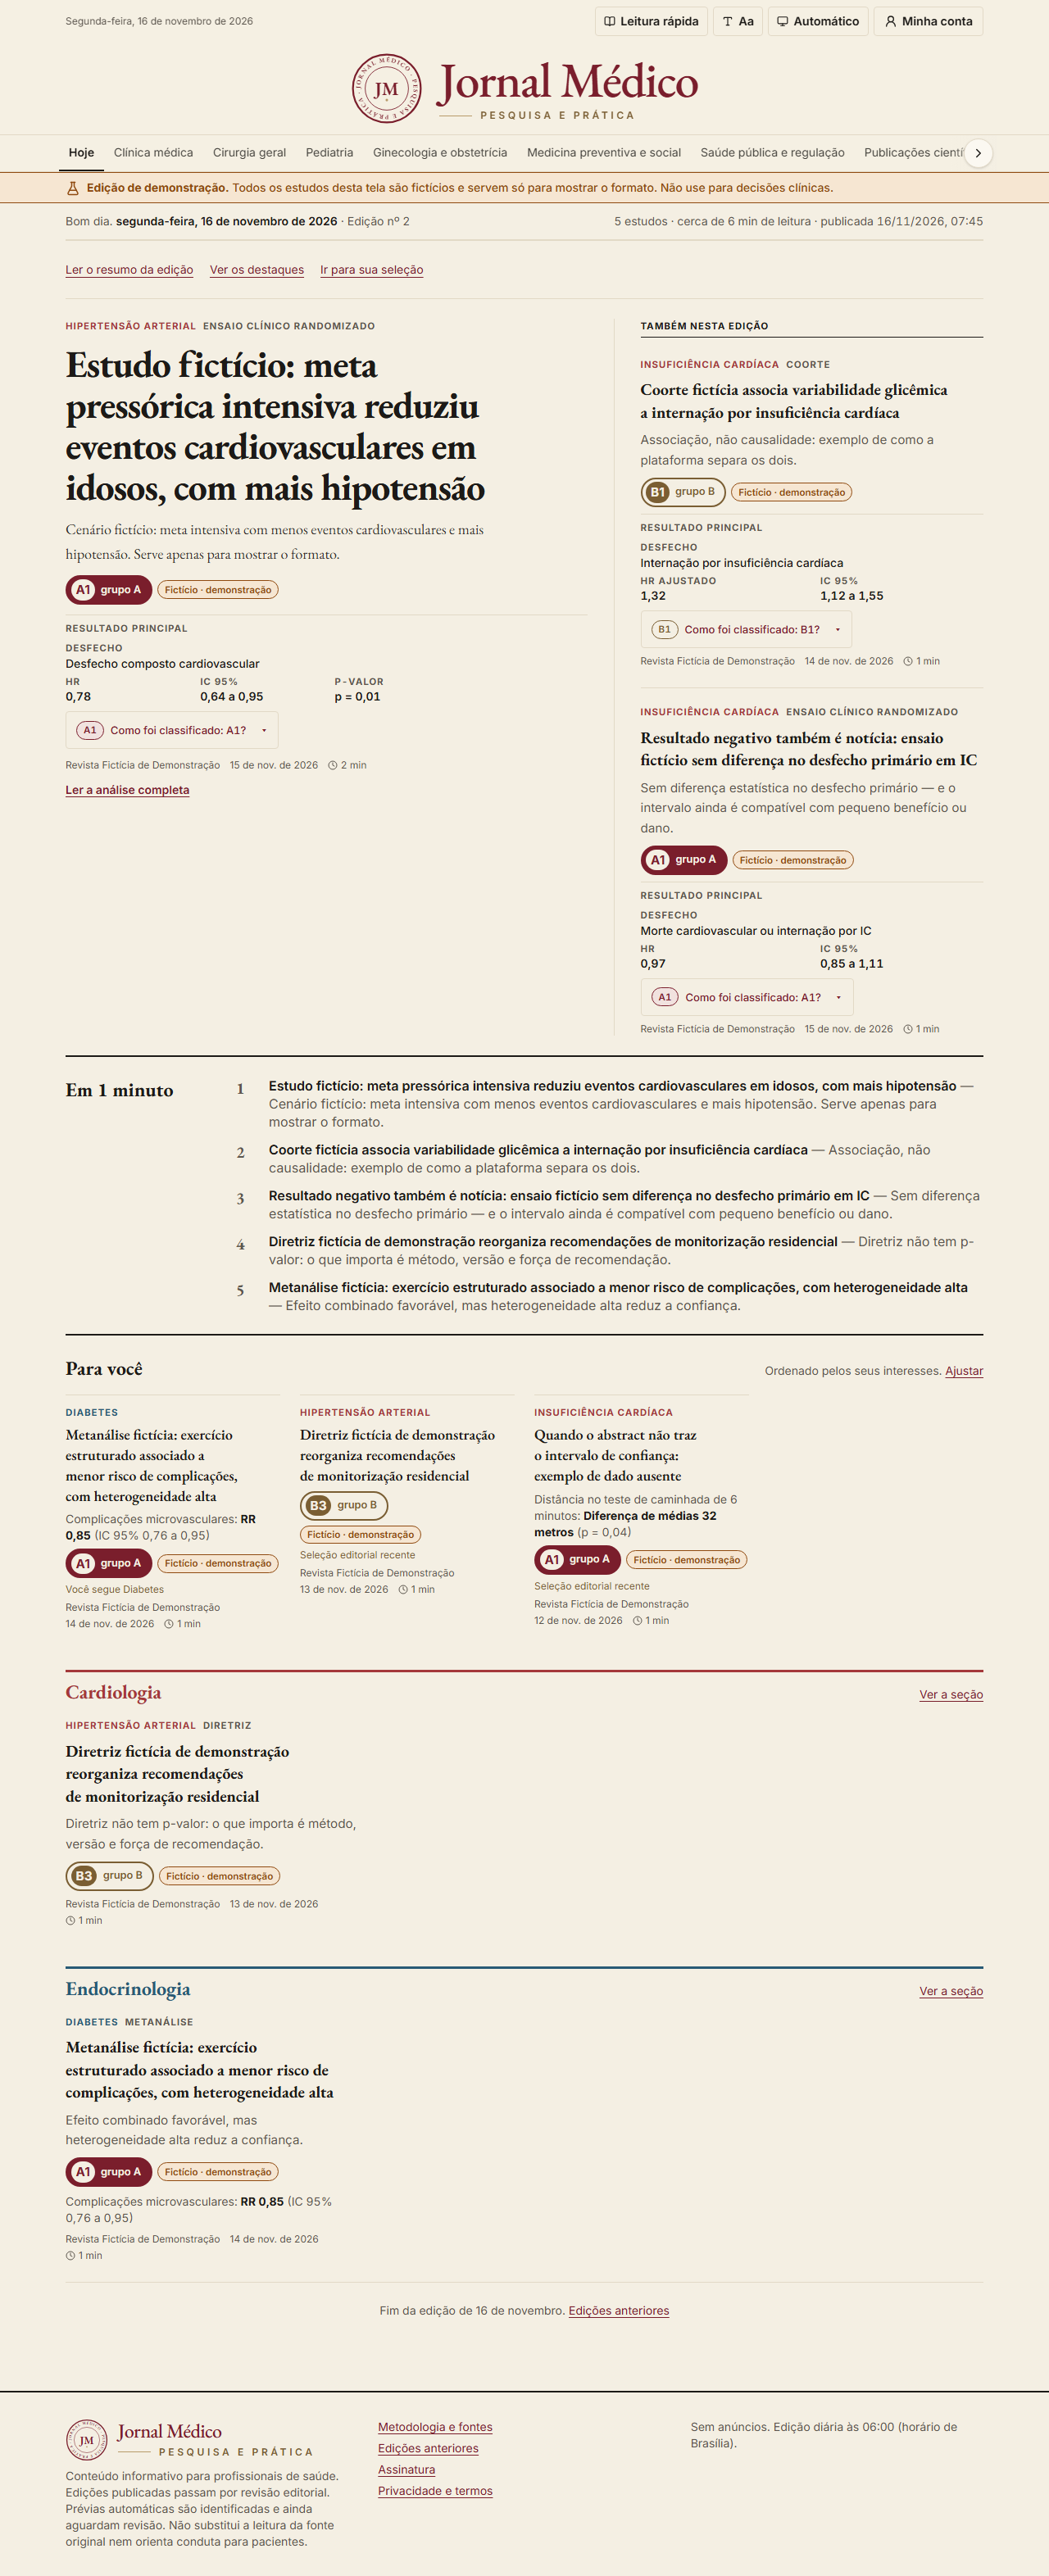 Segunda-feira, 16 de novembro de 2026
Leitura rápida
Aa
Automático
Minha conta
JORNAL MÉDICO · PESQUISA E PRÁTICA ·
JM
Jornal Médico
PESQUISA E PRÁTICA
Hoje
Clínica médica
Cirurgia geral
Pediatria
Ginecologia e obstetrícia
Medicina preventiva e social
Saúde pública e regulação
Publicações
Edição de demonstração. Todos os estudos desta tela são fictícios e servem só para mostrar o formato. Não use para decisões clínicas.
Bom dia. segunda-feira, 16 de novembro de 2026 · Edição nº 2
5 estudos · cerca de 6 min de leitura · publicada 16/11/2026, 07:45
Ler o resumo da edição
Ver os destaques
Ir para sua seleção
HIPERTENSÃO ARTERIAL ENSAIO CLÍNICO RANDOMIZADO
Estudo fictício: meta
pressórica intensiva reduziu
eventos cardiovasculares em
idosos, com mais hipotensão
Cenário fictício: meta intensiva com menos eventos cardiovasculares e mais
hipotensão. Serve apenas para mostrar o formato.
A1 grupo A Fictício · demonstração
RESULTADO PRINCIPAL
DESFECHO
Desfecho composto cardiovascular
HR IC 95% P-VALOR
0,78 0,64 a 0,95 p = 0,01
A1 Como foi classificado: A1?
Revista Fictícia de Demonstração 15 de nov. de 2026 2 min
Ler a análise completa
TAMBÉM NESTA EDIÇÃO
INSUFICIÊNCIA CARDÍACA COORTE
Coorte fictícia associa variabilidade glicêmica
a internação por insuficiência cardíaca
Associação, não causalidade: exemplo de como a
plataforma separa os dois.
B1 grupo B Fictício · demonstração
RESULTADO PRINCIPAL
DESFECHO
Internação por insuficiência cardíaca
HR AJUSTADO IC 95%
1,32 1,12 a 1,55
B1 Como foi classificado: B1?
Revista Fictícia de Demonstração 14 de nov. de 2026 1 min
INSUFICIÊNCIA CARDÍACA ENSAIO CLÍNICO RANDOMIZADO
Resultado negativo também é notícia: ensaio
fictício sem diferença no desfecho primário em IC
Sem diferença estatística no desfecho primário — e o
intervalo ainda é compatível com pequeno benefício ou
dano.
A1 grupo A Fictício · demonstração
RESULTADO PRINCIPAL
DESFECHO
Morte cardiovascular ou internação por IC
HR IC 95%
0,97 0,85 a 1,11
A1 Como foi classificado: A1?
Revista Fictícia de Demonstração 15 de nov. de 2026 1 min
Em 1 minuto
1 Estudo fictício: meta pressórica intensiva reduziu eventos cardiovasculares em idosos, com mais hipotensão —
Cenário fictício: meta intensiva com menos eventos cardiovasculares e mais hipotensão. Serve apenas para
mostrar o formato.
2 Coorte fictícia associa variabilidade glicêmica a internação por insuficiência cardíaca — Associação, não
causalidade: exemplo de como a plataforma separa os dois.
3 Resultado negativo também é notícia: ensaio fictício sem diferença no desfecho primário em IC — Sem diferença
estatística no desfecho primário — e o intervalo ainda é compatível com pequeno benefício ou dano.
4 Diretriz fictícia de demonstração reorganiza recomendações de monitorização residencial — Diretriz não tem p-
valor: o que importa é método, versão e força de recomendação.
5 Metanálise fictícia: exercício estruturado associado a menor risco de complicações, com heterogeneidade alta
— Efeito combinado favorável, mas heterogeneidade alta reduz a confiança.
Para você
Ordenado pelos seus interesses. Ajustar
DIABETES
Metanálise fictícia: exercício
estruturado associado a
menor risco de complicações,
com heterogeneidade alta
Complicações microvasculares: RR
0,85 (IC 95% 0,76 a 0,95)
A1 grupo A Fictício · demonstração
Você segue Diabetes
Revista Fictícia de Demonstração
14 de nov. de 2026 1 min
HIPERTENSÃO ARTERIAL
Diretriz fictícia de demonstração
reorganiza recomendações
de monitorização residencial
B3 grupo B
Fictício · demonstração
Seleção editorial recente
Revista Fictícia de Demonstração
13 de nov. de 2026 1 min
INSUFICIÊNCIA CARDÍACA
Quando o abstract não traz
o intervalo de confiança:
exemplo de dado ausente
Distância no teste de caminhada de 6
minutos: Diferença de médias 32
metros (p = 0,04)
A1 grupo A Fictício · demonstração
Seleção editorial recente
Revista Fictícia de Demonstração
12 de nov. de 2026 1 min
Cardiologia
Ver a seção
HIPERTENSÃO ARTERIAL DIRETRIZ
Diretriz fictícia de demonstração
reorganiza recomendações
de monitorização residencial
Diretriz não tem p-valor: o que importa é método,
versão e força de recomendação.
B3 grupo B Fictício · demonstração
Revista Fictícia de Demonstração 13 de nov. de 2026
1 min
Endocrinologia
Ver a seção
DIABETES METANÁLISE
Metanálise fictícia: exercício
estruturado associado a menor risco de
complicações, com heterogeneidade alta
Efeito combinado favorável, mas
heterogeneidade alta reduz a confiança.
A1 grupo A Fictício · demonstração
Complicações microvasculares: RR 0,85 (IC 95%
0,76 a 0,95)
Revista Fictícia de Demonstração 14 de nov. de 2026
1 min
Fim da edição de 16 de novembro. Edições anteriores
JM
Jornal Médico
PESQUISA E PRÁTICA
Conteúdo informativo para profissionais de saúde.
Edições publicadas passam por revisão editorial.
Prévias automáticas são identificadas e ainda
aguardam revisão. Não substitui a leitura da fonte
original nem orienta conduta para pacientes.
Metodologia e fontes
Edições anteriores
Assinatura
Privacidade e termos
Sem anúncios. Edição diária às 06:00 (horário de
Brasília).